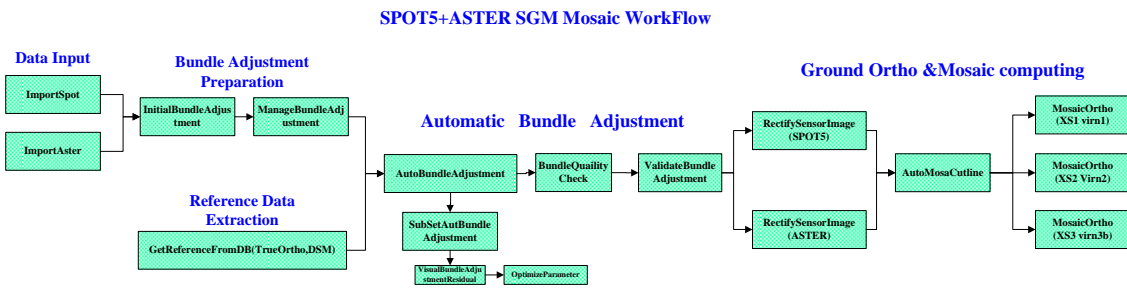 SPOT5+ASTER SGM Mosaic WorkFlow
Data Input
ImportSpot
ImportAster
Bundle Adjustment
Preparation
InitialBundleAdjus
tment
ManageBundleAdj
ustment
Reference Data
Extraction
GetReferenceFromDB(TrueOrtho,DSM)
Automatic Bundle Adjustment
AutoBundleAdjustment
BundleQuaility
Check
ValidateBundle
Adjustment
SubSetAutBundle
Adjustment
VisualBundleAdju
stmentResidual
OptimizeParameter
Ground Ortho &Mosaic computing
RectifySensorImage
(SPOT5)
RectifySensorImage
(ASTER)
AutoMosaCutline
MosaicOrtho
(XS1 virn1)
MosaicOrtho
(XS2 Virn2)
MosaicOrtho
(XS3 virn3b)